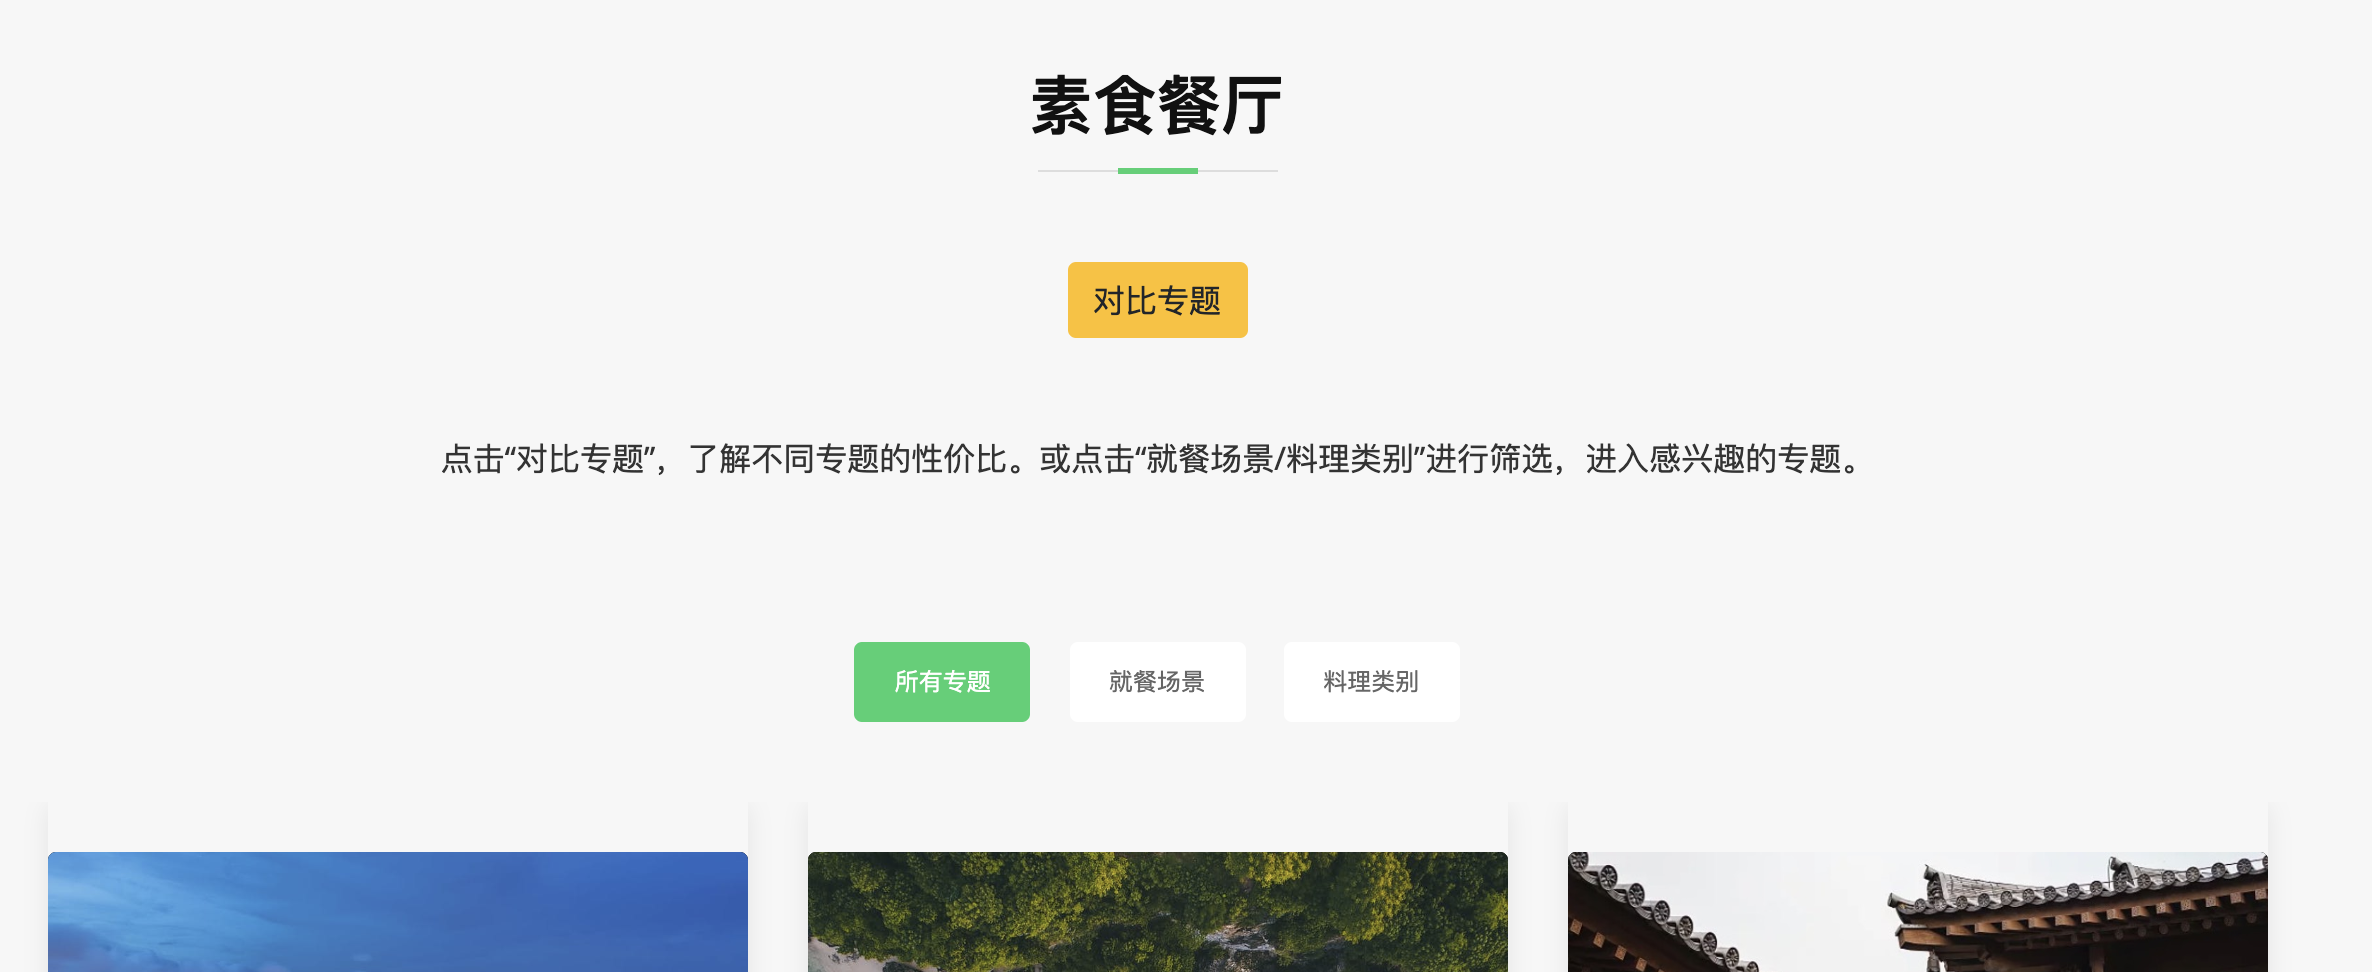 素食餐厅
对比专题
点击“对比专题”，了解不同专题的性价比。或点击“就餐场景/料理类别”进行筛选，进入感兴趣的专题。
所有专题
就餐场景
料理类别